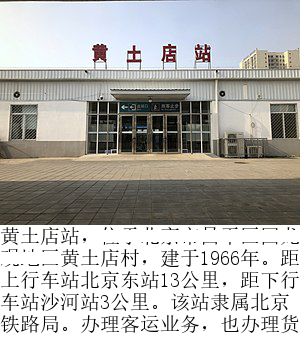 黄土店站
黄土店站，
黄土店村，建于1966年。距
上行车站北京东站13公里，距下行
车站沙河站3公里。该站隶属北京
铁路局。办理客运业务，也办理货